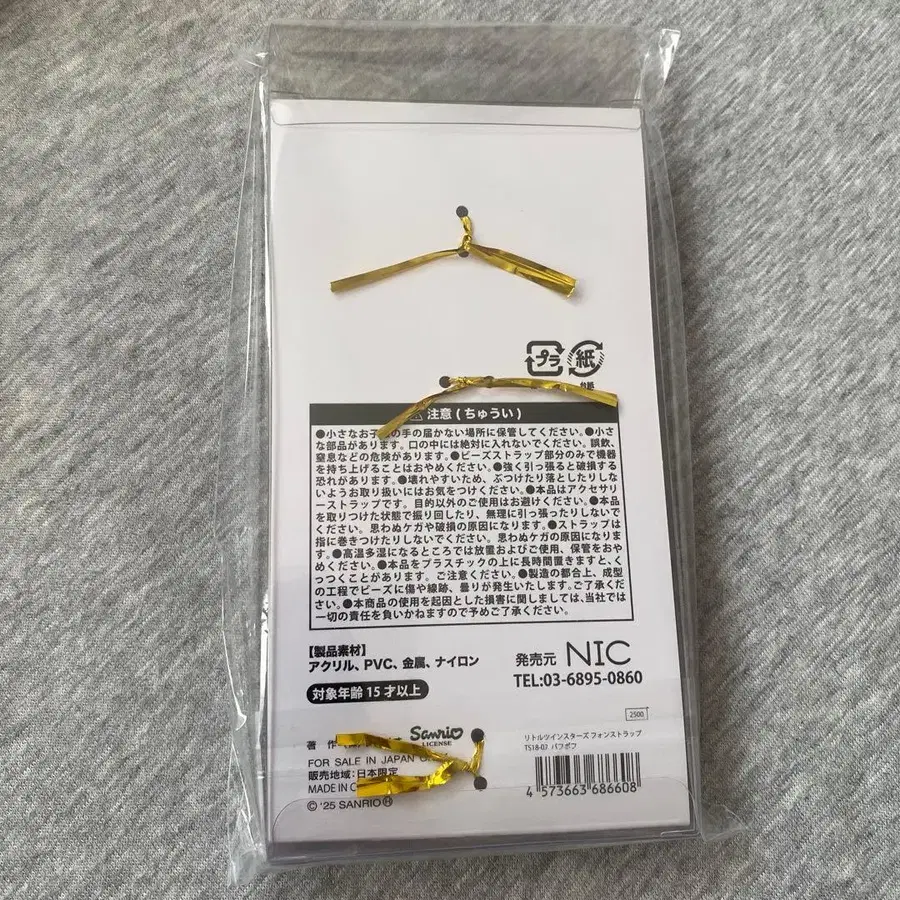 プラ
紙
台紙
注意(ちゅうい)
●小さなお子 の手の届かない場所に保管してください。●小さ
な部品があります。口の中には絶対に入れないでください。誤飲、
窒息などの危険があります。●ビーズストラップ部分のみで機器
を持ち上げることはおやめください。●強く引っ張ると破損する
恐れがあります。●壊れやすいため、ぶつけたり落としたりしな
いようお取り扱いにはお気をつけください。●本品はアクセサリ
ーストラップです。目的以外のご使用はお避けください。●本品
を取りつけた状態で振り回したり、無理に引っ張ったりしないで
ください。思わぬケガや破損の原因になります。●ストラップは
指に巻きつけたりしないでください。思わぬケガの原因になりま
す。●高温多湿になるところでは放置およびご使用、保管をおや
めください。●本品をプラスチックの上に長時間置きますと、く
っつくことがあります。ご注意ください。●製造の都合上、成型
の工程でビーズに傷や線跡、曇りが発生いたします。ご了承くだ
さい。●本商品の使用を起因とした損害に関しましては、当社では
一切の責任を負いかねますので予めご了承ください。
【製品素材】
アクリル、PVC、金属、ナイロン
対象年齢15才以上
発売元 NIC
TEL:03-6895-0860
2500
リトルツインスターズ フォンストラップ
TS18-07 パフポフ
4 573663 686608
著 作
Sanrio
LICENSE
FOR SALE IN JAPAN
販売地域:日本限定
MADE IN
© '25 SANRIO Ⓗ